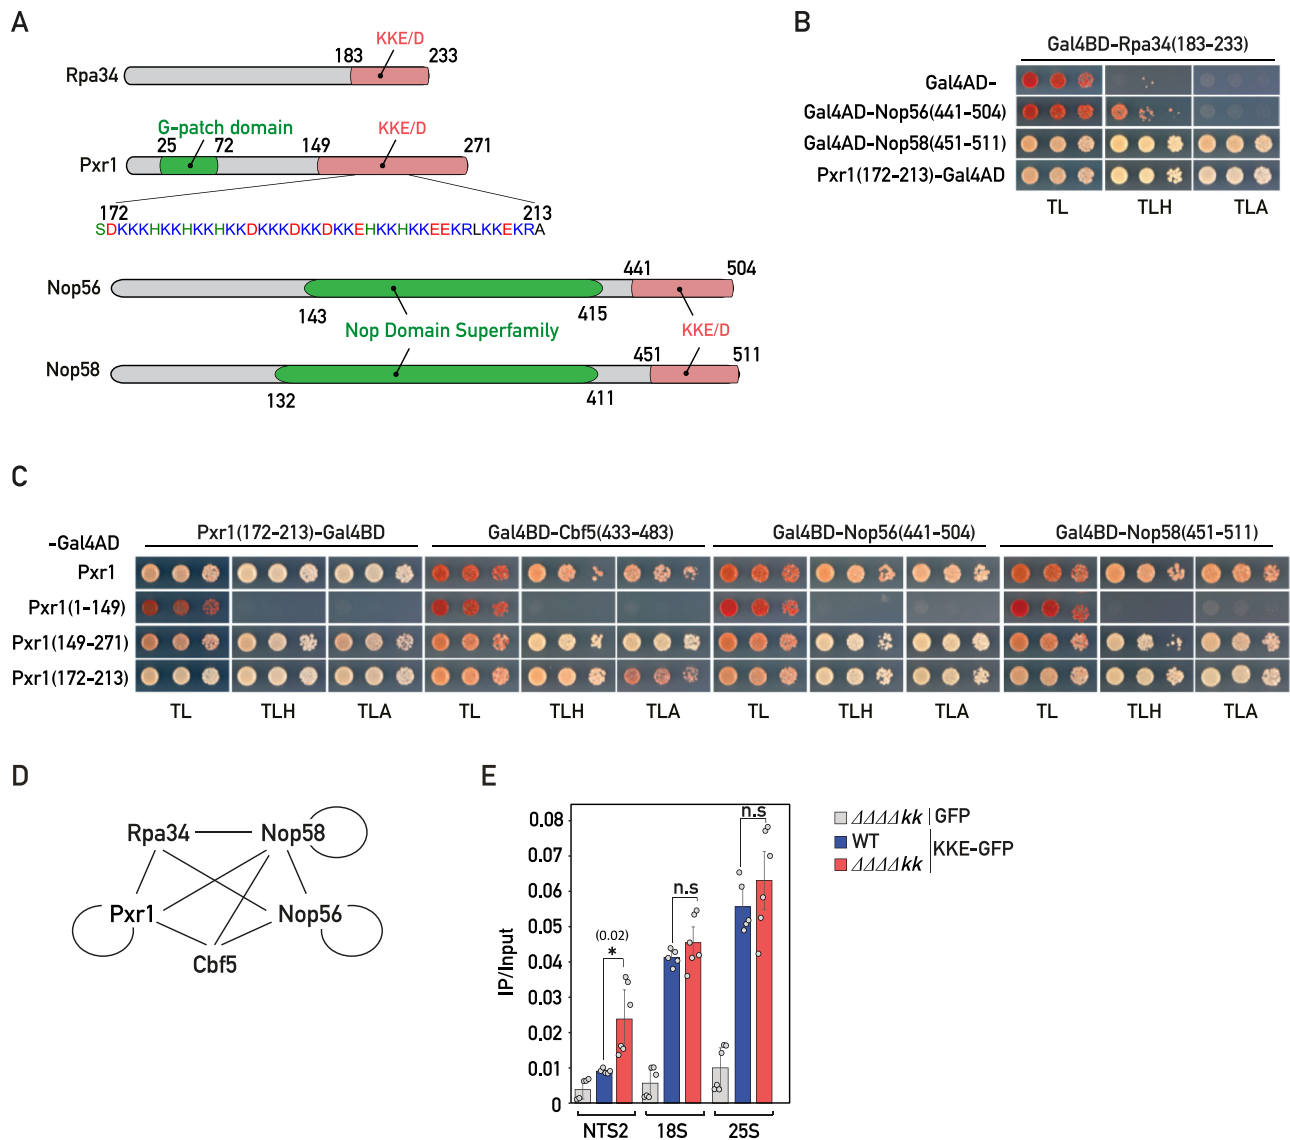 A
KKE/D
183
233
Rpa34
G-patch domain
KKE/D
25
72
149
271
Pxr1
172
213
SDKKKHKKHKKHKKDKKKDKKDKKEHKKHKKEEKRLKKEKRA
441
504
Nop56
143
415
Nop Domain Superfamily
KKE/D
451
511
Nop58
132
411
B
Gal4BD-Rpa34(183-233)
Gal4AD-
Gal4AD-Nop56(441-504)
Gal4AD-Nop58(451-511)
Pxr1(172-213)-Gal4AD
TL TLH TLA
C
-Gal4AD
Pxr1(172-213)-Gal4BD
Gal4BD-Cbf5(433-483)
Gal4BD-Nop56(441-504)
Gal4BD-Nop58(451-511)
Pxr1
Pxr1(1-149)
Pxr1(149-271)
Pxr1(172-213)
TL TLH TLA TL TLH TLA TL TLH TLA TL TLH TLA
D
Rpa34
Nop58
Pxr1
Nop56
Cbf5
E
IP/Input
0.08
0.07
0.06
0.05
0.04
0.03
0.02
0.01
0
(0.02)
*
n.s
n.s
NTS2 18S 25S
ΔΔΔΔkk GFP
WT
ΔΔΔΔkk
KKE-GFP